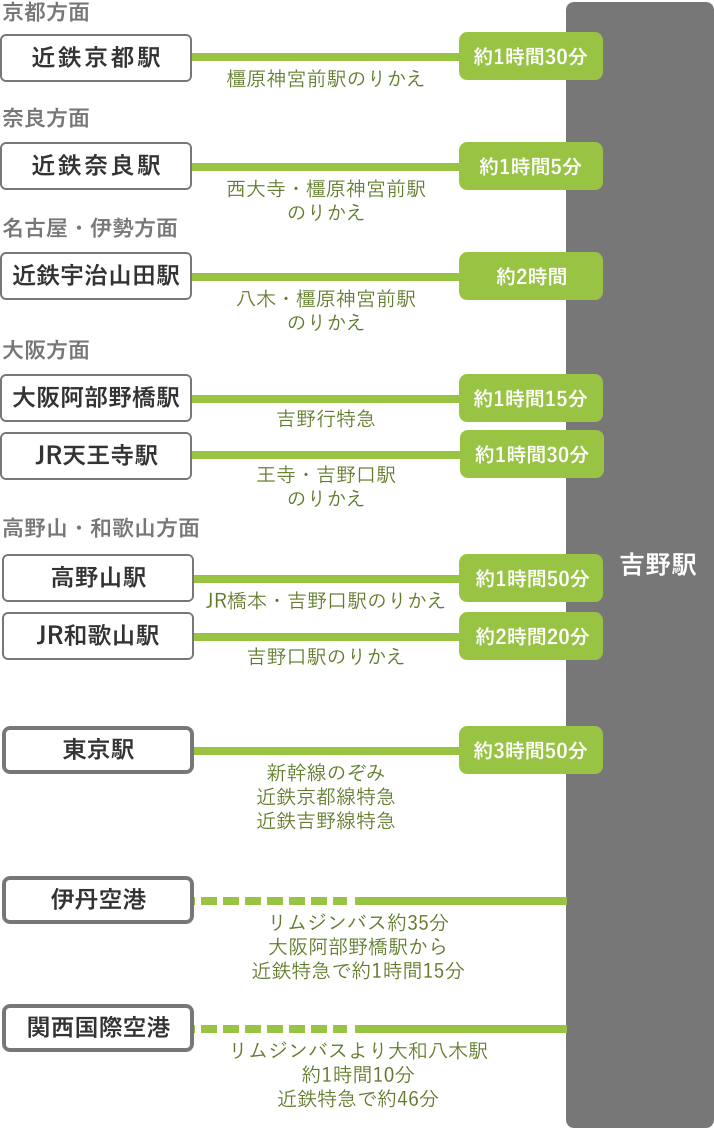 京都方面
近鉄京都駅
約1時間30分
橿原神宮前駅のりかえ
奈良方面
近鉄奈良駅
約1時間5分
西大寺・橿原神宮前駅
のりかえ
名古屋・伊勢方面
近鉄宇治山田駅
約2時間
八木・橿原神宮前駅
のりかえ
大阪方面
大阪阿部野橋駅
約1時間15分
吉野行特急
JR天王寺駅
約1時間30分
王寺・吉野口駅
のりかえ
高野山・和歌山方面
吉野駅
高野山駅
約1時間50分
JR橋本・吉野口駅のりかえ
JR和歌山駅
約2時間20分
吉野口駅のりかえ
東京駅
約3時間50分
新幹線のぞみ
近鉄京都線特急
近鉄吉野線特急
伊丹空港
リムジンバス約35分
大阪阿部野橋駅から
近鉄特急で約1時間15分
関西国際空港
リムジンバスより大和八木駅
約1時間10分
近鉄特急で約46分